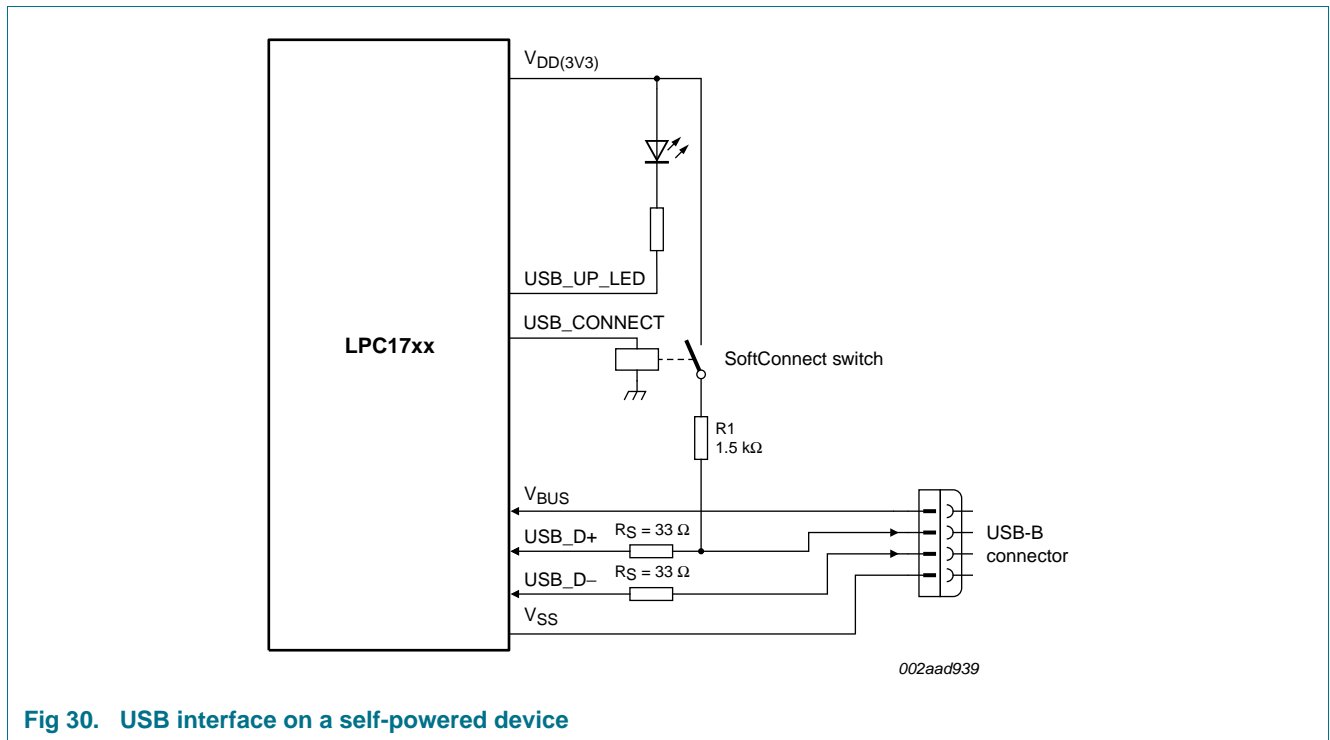 VDD(3V3)
USB_UP_LED
USB_CONNECT
LPC17xx
SoftConnect switch
R1
1.5 kΩ
VBUS
USB_D+
RS = 33 Ω
USB-B
connector
USB_D−
RS = 33 Ω
VSS
002aad939
Fig 30. USB interface on a self-powered device